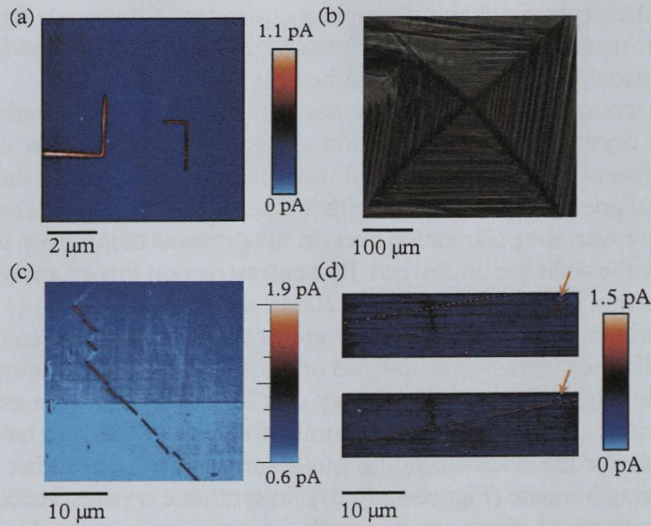 (a)
1.1 pA
0 pA
2 μm
(b)
100 μm
(c)
1.9 pA
0.6 pA
10 μm
(d)
1.5 pA
0 pA
10 μm